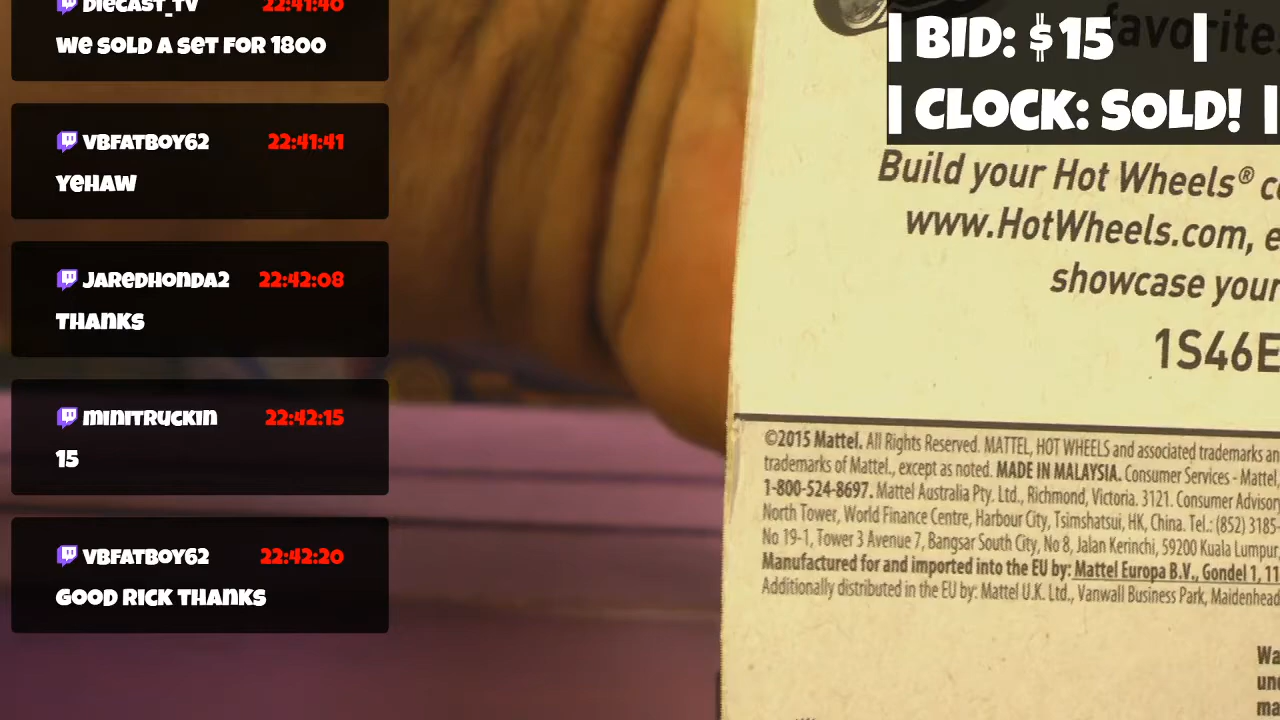 DIECAST_TV 22:41:40
WE SOLD A SET FOR 1800
VBFATBOY62 22:41:41
YEHAW
JAREDHONDA2 22:42:08
THANKS
MINITRUCKIN 22:42:15
15
VBFATBOY62 22:42:20
GOOD RICK THANKS
| BID: $15 |
| CLOCK: SOLD! |
favorite
Build your Hot Wheels® c
www.HotWheels.com, e
showcase your
1S46E
©2015 Mattel. All Rights Reserved. MATTEL, HOT WHEELS and associated trademarks an
trademarks of Mattel., except as noted. MADE IN MALAYSIA. Consumer Services - Mattel,
1-800-524-8697. Mattel Australia Pty. Ltd., Richmond, Victoria. 3121. Consumer Advisory
North Tower, World Finance Centre, Harbour City, Tsimshatsui, HK, China. Tel.: (852) 3185-
No 19-1, Tower 3 Avenue 7, Bangsar South City, No 8, Jalan Kerinchi, 59200 Kuala Lumpur,
Manufactured for and imported into the EU by: Mattel Europa B.V., Gondel 1, 11
Additionally distributed in the EU by: Mattel U.K. Ltd., Vanwall Business Park, Maidenhead
Wa
und
ma